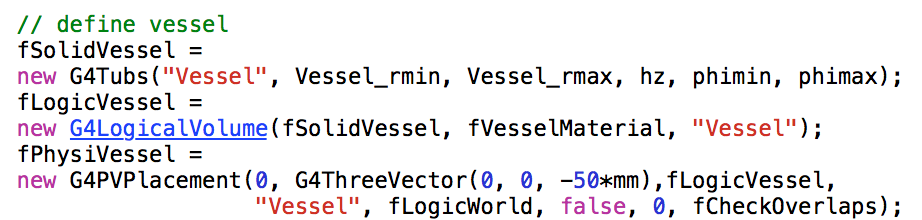 // define vessel
fSolidVessel =
new G4Tubs("Vessel", Vessel_rmin, Vessel_rmax, hz, phimin, phimax);
fLogicVessel =
new G4LogicalVolume(fSolidVessel, fVesselMaterial, "Vessel");
fPhysiVessel =
new G4PVPlacement(0, G4ThreeVector(0, 0, -50*mm),fLogicVessel,
"Vessel", fLogicWorld, false, 0, fCheckOverlaps);